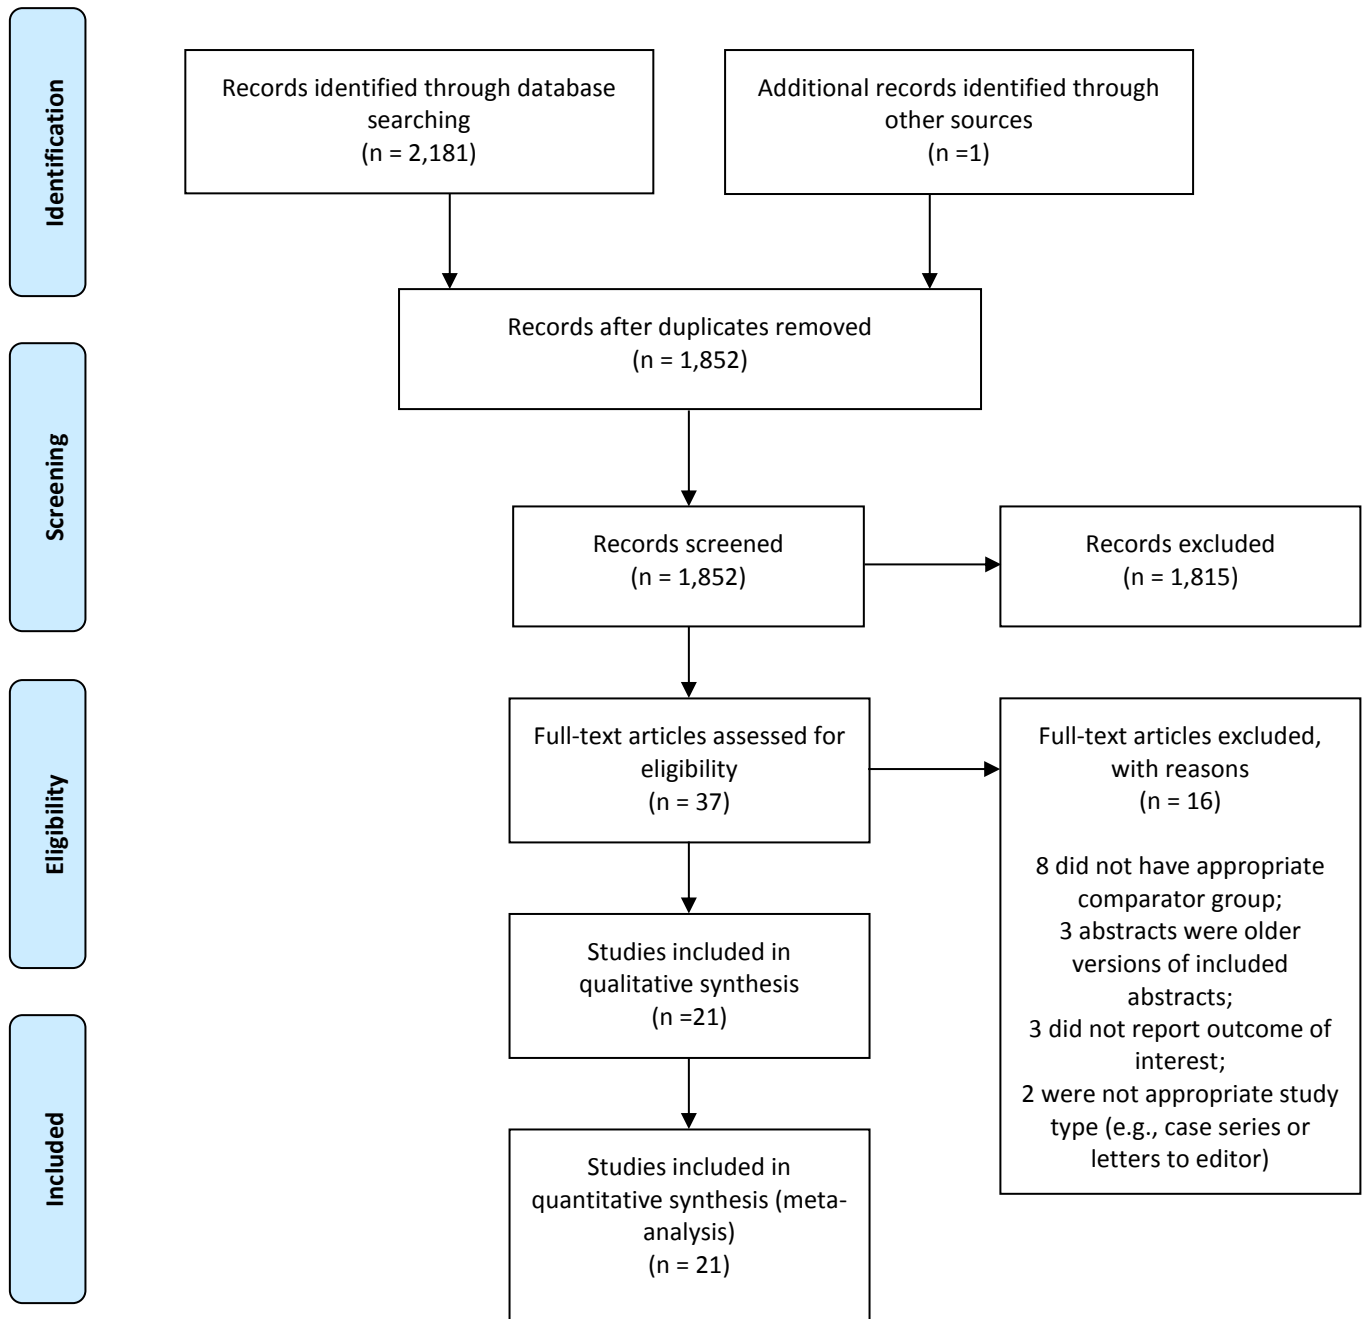 Identification
Records identified through database
searching
(n = 2,181)
Additional records identified through
other sources
(n =1)
Records after duplicates removed
(n = 1,852)
Screening
Records screened
(n = 1,852)
Records excluded
(n = 1,815)
Eligibility
Full-text articles assessed for
eligibility
(n = 37)
Full-text articles excluded,
with reasons
(n = 16)
8 did not have appropriate
comparator group;
3 abstracts were older
versions of included
abstracts;
3 did not report outcome of
interest;
2 were not appropriate study
type (e.g., case series or
letters to editor)
Studies included in
qualitative synthesis
(n =21)
Included
Studies included in
quantitative synthesis (meta-
analysis)
(n = 21)